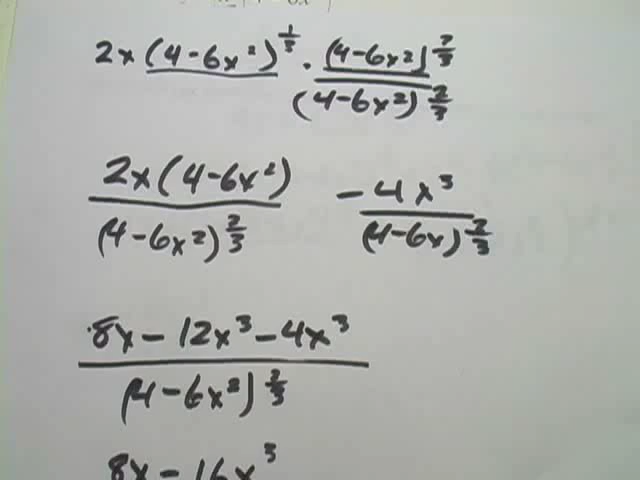 2x (4-6x²)^(1/3) · (4-6x²)^(2/3) / (4-6x²)^(2/3)
2x(4-6x²) / (4-6x²)^(2/3) - 4x³ / (4-6x)^(2/3)
8x - 12x³ - 4x³ / (4-6x²)^(2/3)
8x - 16x³